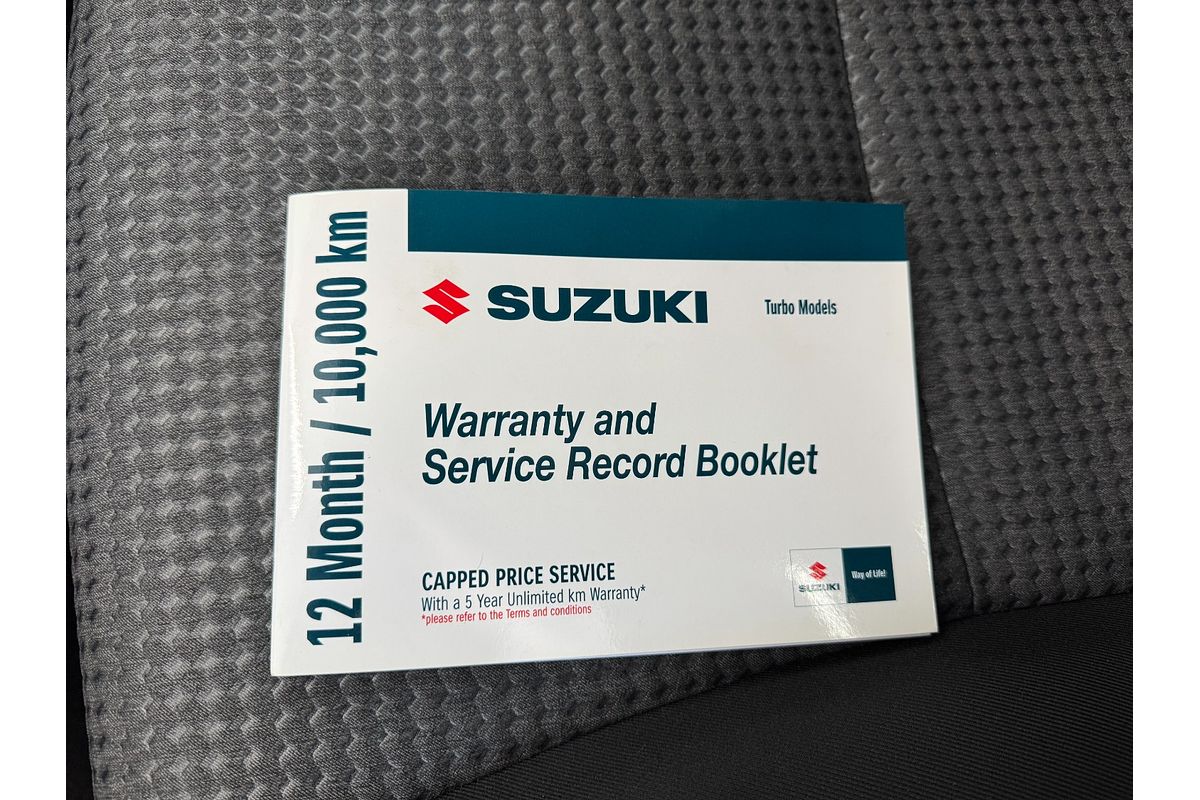 12 Month / 10,000 km
SUZUKI
Turbo Models
Warranty and
Service Record Booklet
CAPPED PRICE SERVICE
With a 5 Year Unlimited km Warranty*
*please refer to the Terms and conditions
SUZUKI
Way of Life!